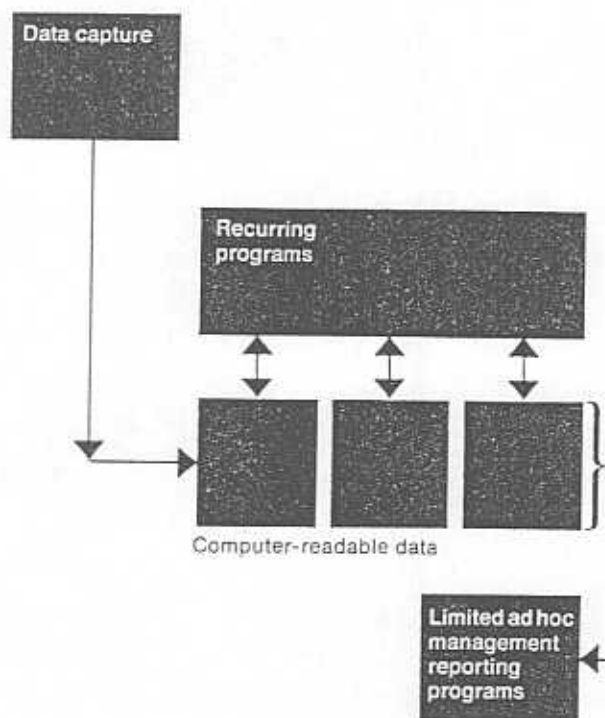 Data capture
Recurring
programs
Computer-readable data
Limited ad hoc
management
reporting
programs